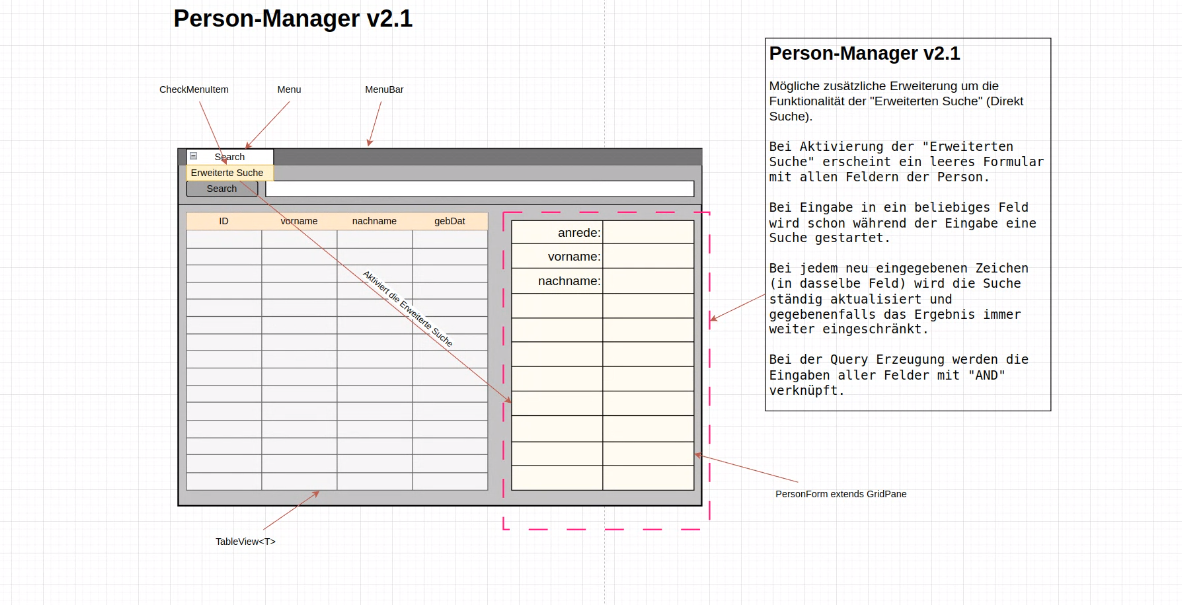 Person-Manager v2.1
CheckMenuItem
Menu
MenuBar
Search
Erweiterte Suche
Search
ID
vorname
nachname
gebDat
anrede:
vorname:
nachname:
Aktiviert die Erweiterte Suche
TableView<T>
PersonForm extends GridPane
Person-Manager v2.1
Mögliche zusätzliche Erweiterung um die
Funktionalität der "Erweiterten Suche" (Direkt
Suche).
Bei Aktivierung der "Erweiterten
Suche" erscheint ein leeres Formular
mit allen Feldern der Person.
Bei Eingabe in ein beliebiges Feld
wird schon während der Eingabe eine
Suche gestartet.
Bei jedem neu eingegebenen Zeichen
(in dasselbe Feld) wird die Suche
ständig aktualisiert und
gegebenenfalls das Ergebnis immer
weiter eingeschränkt.
Bei der Query Erzeugung werden die
Eingaben aller Felder mit "AND"
verknüpft.